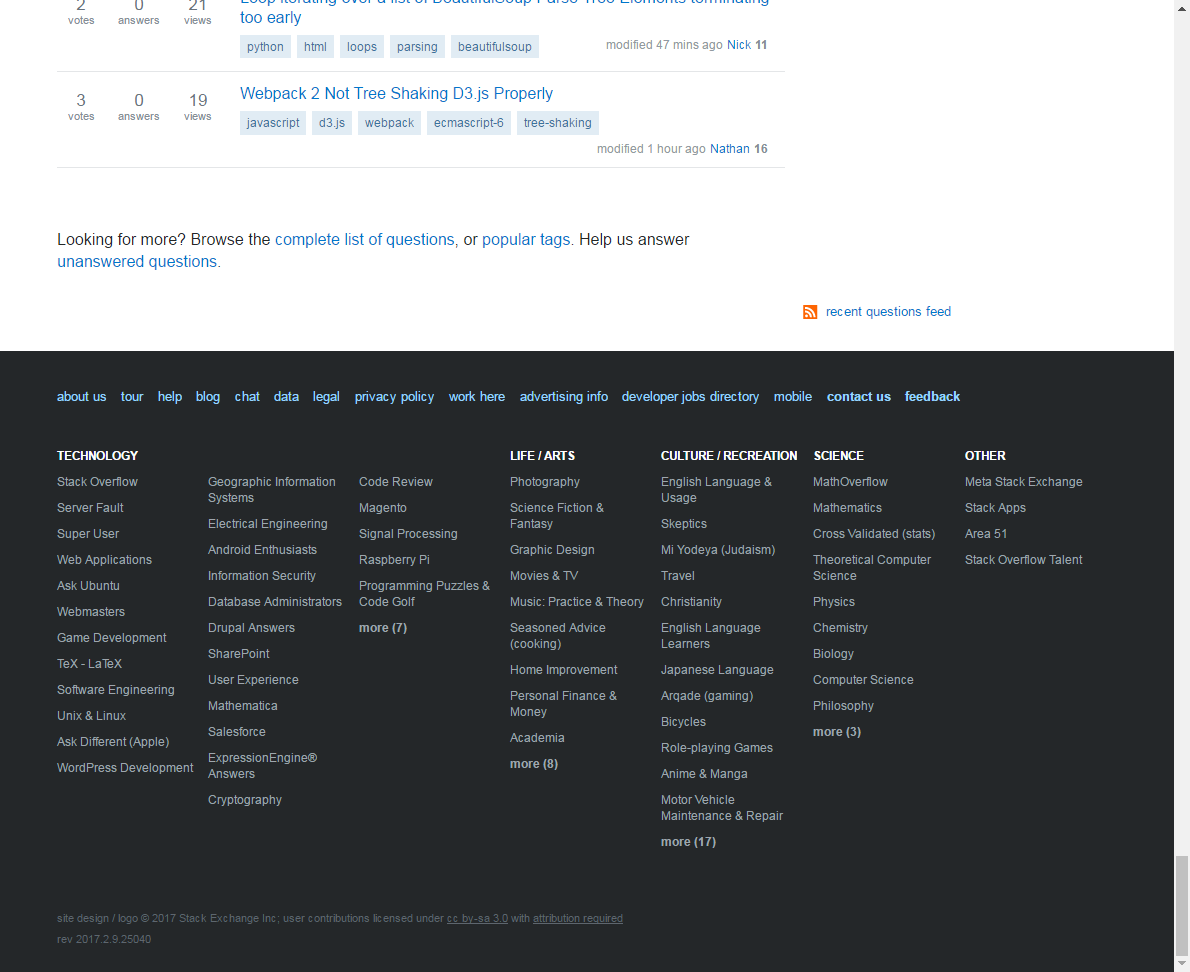 2 0 21
Loop iterating over a list of BeautifulSoup Parse Tree Elements terminating
votes answers views
too early
python html loops parsing beautifulsoup
modified 47 mins ago Nick 11
3 0 19
votes answers views
Webpack 2 Not Tree Shaking D3.js Properly
javascript d3.js webpack ecmascript-6 tree-shaking
modified 1 hour ago Nathan 16
Looking for more? Browse the complete list of questions, or popular tags. Help us answer
unanswered questions.
recent questions feed
about us tour help blog chat data legal privacy policy work here advertising info developer jobs directory mobile contact us feedback
TECHNOLOGY
Stack Overflow
Server Fault
Super User
Web Applications
Ask Ubuntu
Webmasters
Game Development
TeX - LaTeX
Software Engineering
Unix & Linux
Ask Different (Apple)
WordPress Development
Geographic Information
Systems
Electrical Engineering
Android Enthusiasts
Information Security
Database Administrators
Drupal Answers
SharePoint
User Experience
Mathematica
Salesforce
ExpressionEngine®
Answers
Cryptography
Code Review
Magento
Signal Processing
Raspberry Pi
Programming Puzzles &
Code Golf
more (7)
LIFE / ARTS
Photography
Science Fiction &
Fantasy
Graphic Design
Movies & TV
Music: Practice & Theory
Seasoned Advice
(cooking)
Home Improvement
Personal Finance &
Money
Academia
more (8)
CULTURE / RECREATION
English Language &
Usage
Skeptics
Mi Yodeya (Judaism)
Travel
Christianity
English Language
Learners
Japanese Language
Arqade (gaming)
Bicycles
Role-playing Games
Anime & Manga
Motor Vehicle
Maintenance & Repair
more (17)
SCIENCE
MathOverflow
Mathematics
Cross Validated (stats)
Theoretical Computer
Science
Physics
Chemistry
Biology
Computer Science
Philosophy
more (3)
OTHER
Meta Stack Exchange
Stack Apps
Area 51
Stack Overflow Talent
site design / logo © 2017 Stack Exchange Inc; user contributions licensed under cc by-sa 3.0 with attribution required
rev 2017.2.9.25040